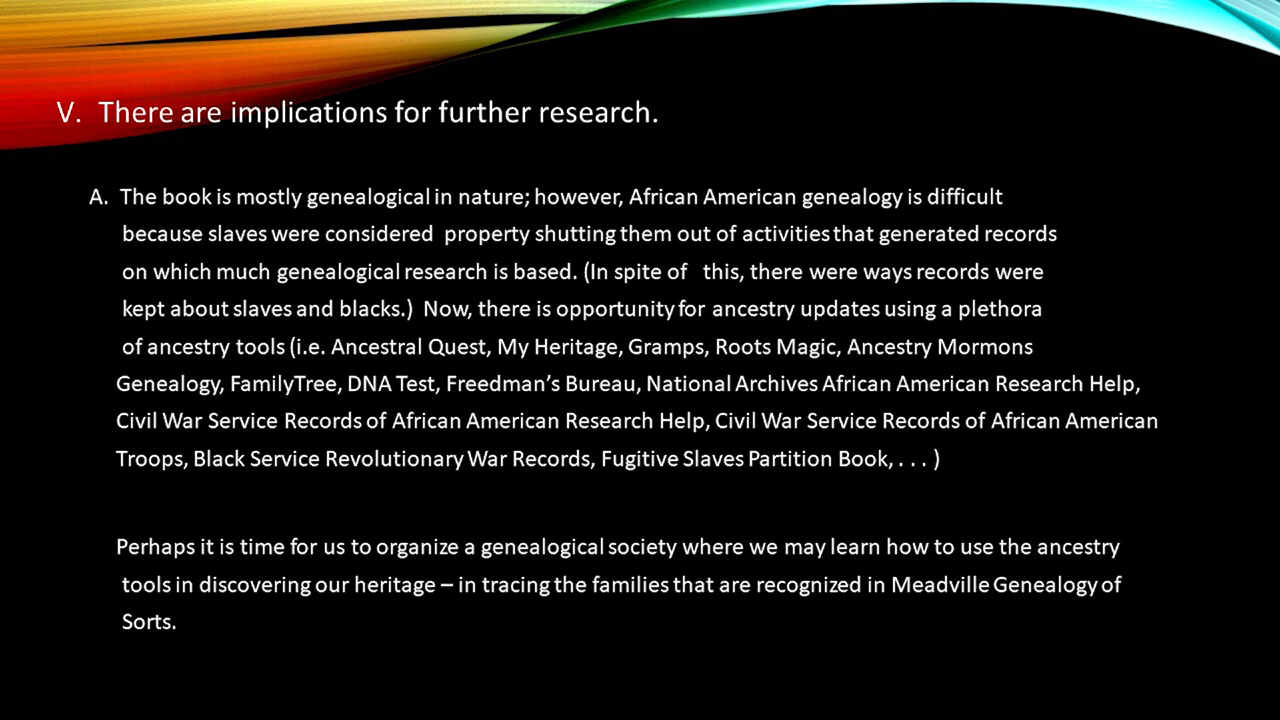 V. There are implications for further research.
A. The book is mostly genealogical in nature; however, African American genealogy is difficult
because slaves were considered property shutting them out of activities that generated records
on which much genealogical research is based. (In spite of this, there were ways records were
kept about slaves and blacks.) Now, there is opportunity for ancestry updates using a plethora
of ancestry tools (i.e. Ancestral Quest, My Heritage, Gramps, Roots Magic, Ancestry Mormons
Genealogy, FamilyTree, DNA Test, Freedman’s Bureau, National Archives African American Research Help,
Civil War Service Records of African American Research Help, Civil War Service Records of African American
Troops, Black Service Revolutionary War Records, Fugitive Slaves Partition Book, . . . )
Perhaps it is time for us to organize a genealogical society where we may learn how to use the ancestry
tools in discovering our heritage – in tracing the families that are recognized in Meadville Genealogy of
Sorts.